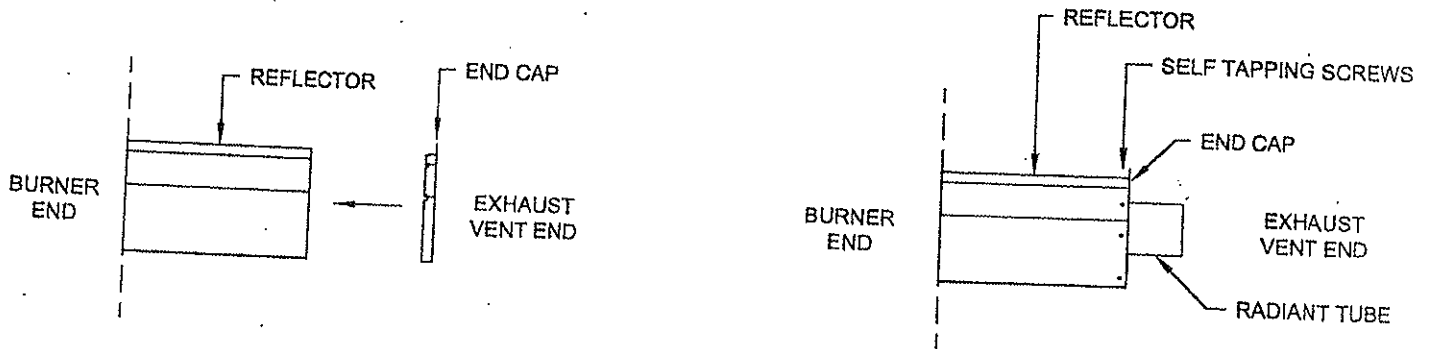 REFLECTOR
END CAP
BURNER
END
EXHAUST
VENT END
REFLECTOR
SELF TAPPING SCREWS
END CAP
BURNER
END
EXHAUST
VENT END
RADIANT TUBE